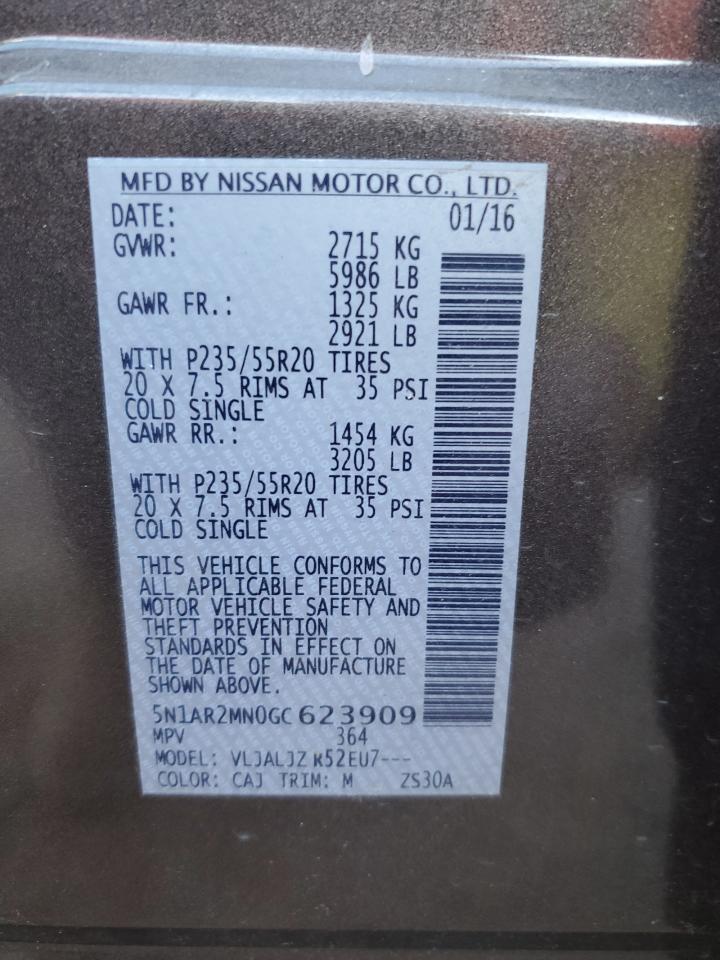 MFD BY NISSAN MOTOR CO., LTD.
DATE: 01/16
GVWR: 2715 KG
5986 LB
GAWR FR.: 1325 KG
2921 LB
WITH P235/55R20 TIRES
20 X 7.5 RIMS AT 35 PSI
COLD SINGLE
GAWR RR.: 1454 KG
3205 LB
WITH P235/55R20 TIRES
20 X 7.5 RIMS AT 35 PSI
COLD SINGLE
THIS VEHICLE CONFORMS TO
ALL APPLICABLE FEDERAL
MOTOR VEHICLE SAFETY AND
THEFT PREVENTION
STANDARDS IN EFFECT ON
THE DATE OF MANUFACTURE
SHOWN ABOVE.
5N1AR2MN0GC 623909
MPV 364
MODEL: VLJALJZ R52EU7---
COLOR: CAJ TRIM: M ZS30A